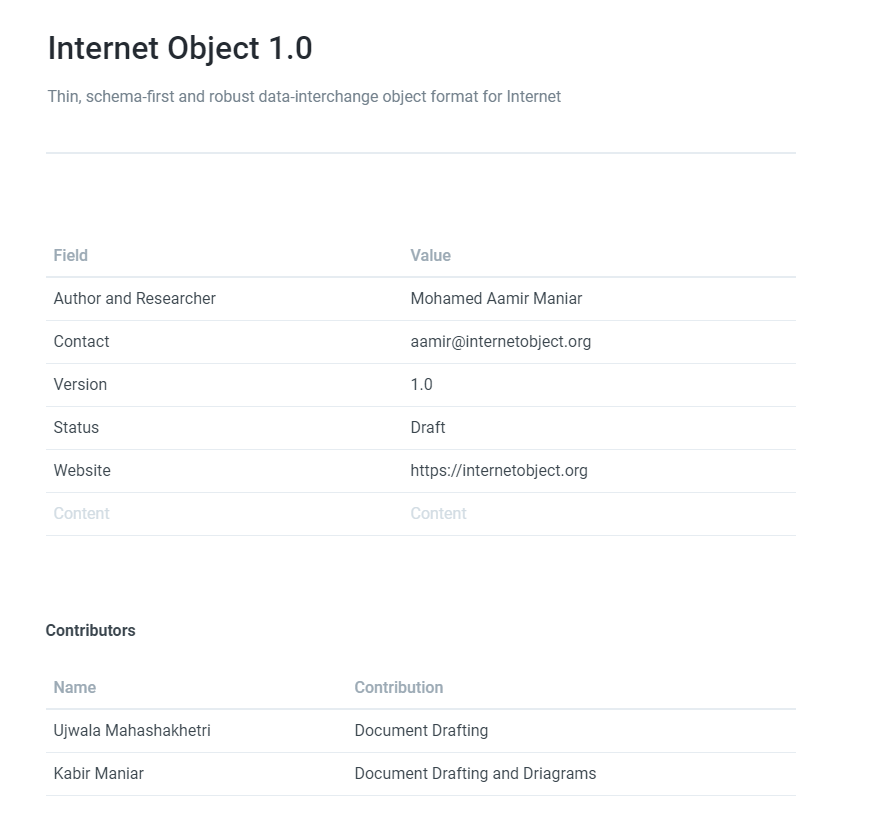 Internet Object 1.0
Thin, schema-first and robust data-interchange object format for Internet
Field Value
Author and Researcher Mohamed Aamir Maniar
Contact aamir@internetobject.org
Version 1.0
Status Draft
Website https://internetobject.org
Content Content
Contributors
Name Contribution
Ujwala Mahashakhetri Document Drafting
Kabir Maniar Document Drafting and Driagrams